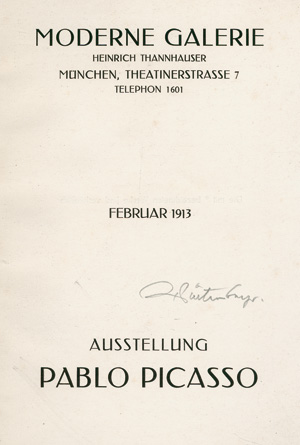 MODERNE GALERIE
HEINRICH THANNHAUSER
MÜNCHEN, THEATINERSTRASSE 7
TELEPHON 1601
FEBRUAR 1913
AUSSTELLUNG
PABLO PICASSO